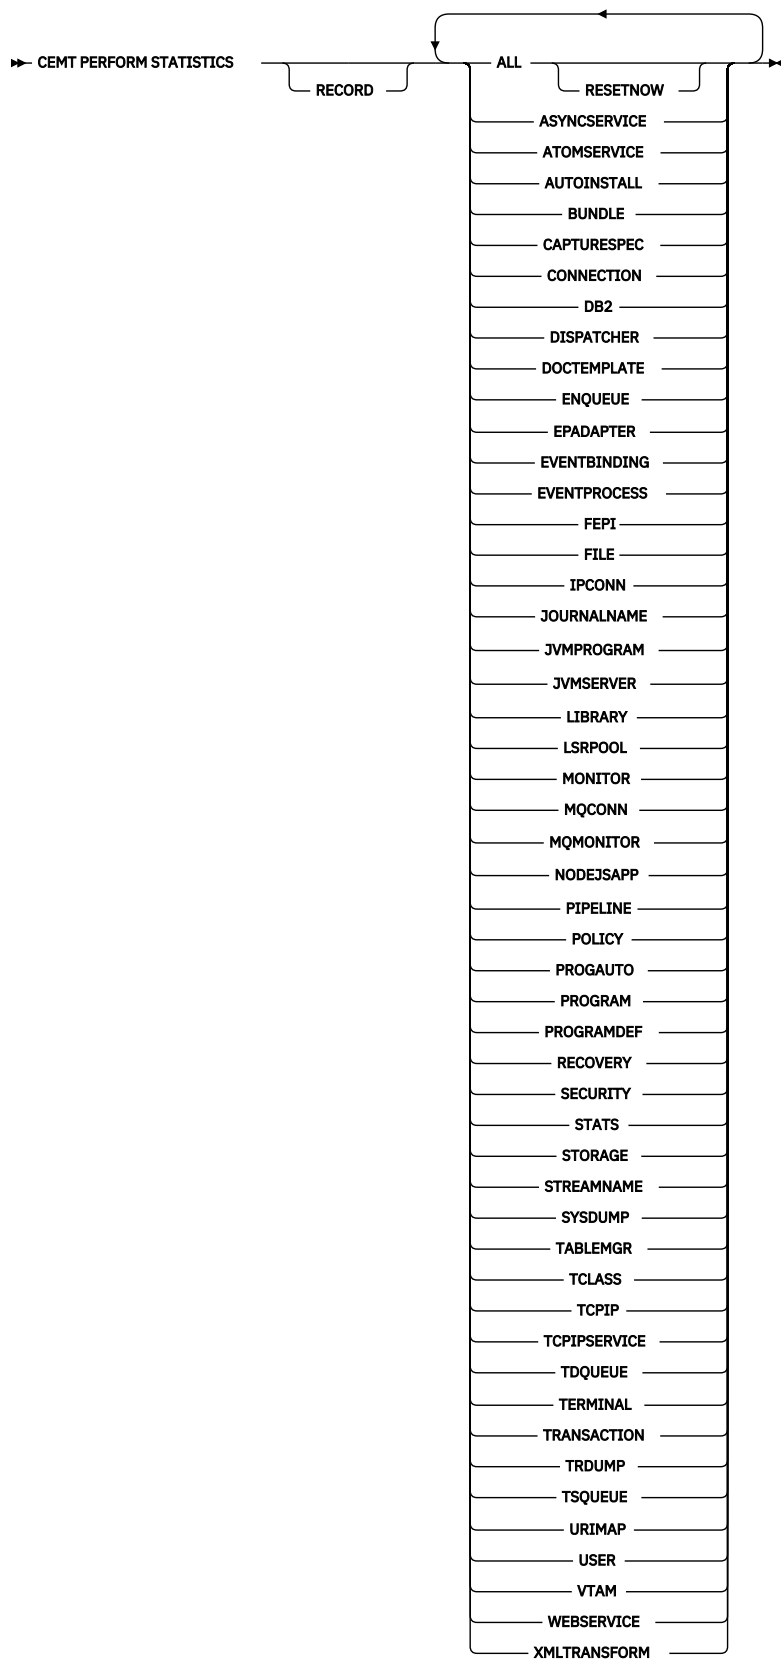 CEMT PERFORM STATISTICS
RECORD
ALL
RESETNOW
ASYNCSERVICE
ATOMSERVICE
AUTOINSTALL
BUNDLE
CAPTURESPEC
CONNECTION
DB2
DISPATCHER
DOCTEMPLATE
ENQUEUE
EPADAPTER
EVENTBINDING
EVENTPROCESS
FEPI
FILE
IPCONN
JOURNALNAME
JVMPROGRAM
JVMSERVER
LIBRARY
LSRPOOL
MONITOR
MQCONN
MQMONITOR
NODEJSAPP
PIPELINE
POLICY
PROGAUTO
PROGRAM
PROGRAMDEF
RECOVERY
SECURITY
STATS
STORAGE
STREAMNAME
SYSDUMP
TABLEMGR
TCLASS
TCPIP
TCPIPSERVICE
TDQUEUE
TERMINAL
TRANSACTION
TRDUMP
TSQUEUE
URIMAP
USER
VTAM
WEBSERVICE
XMLTRANSFORM